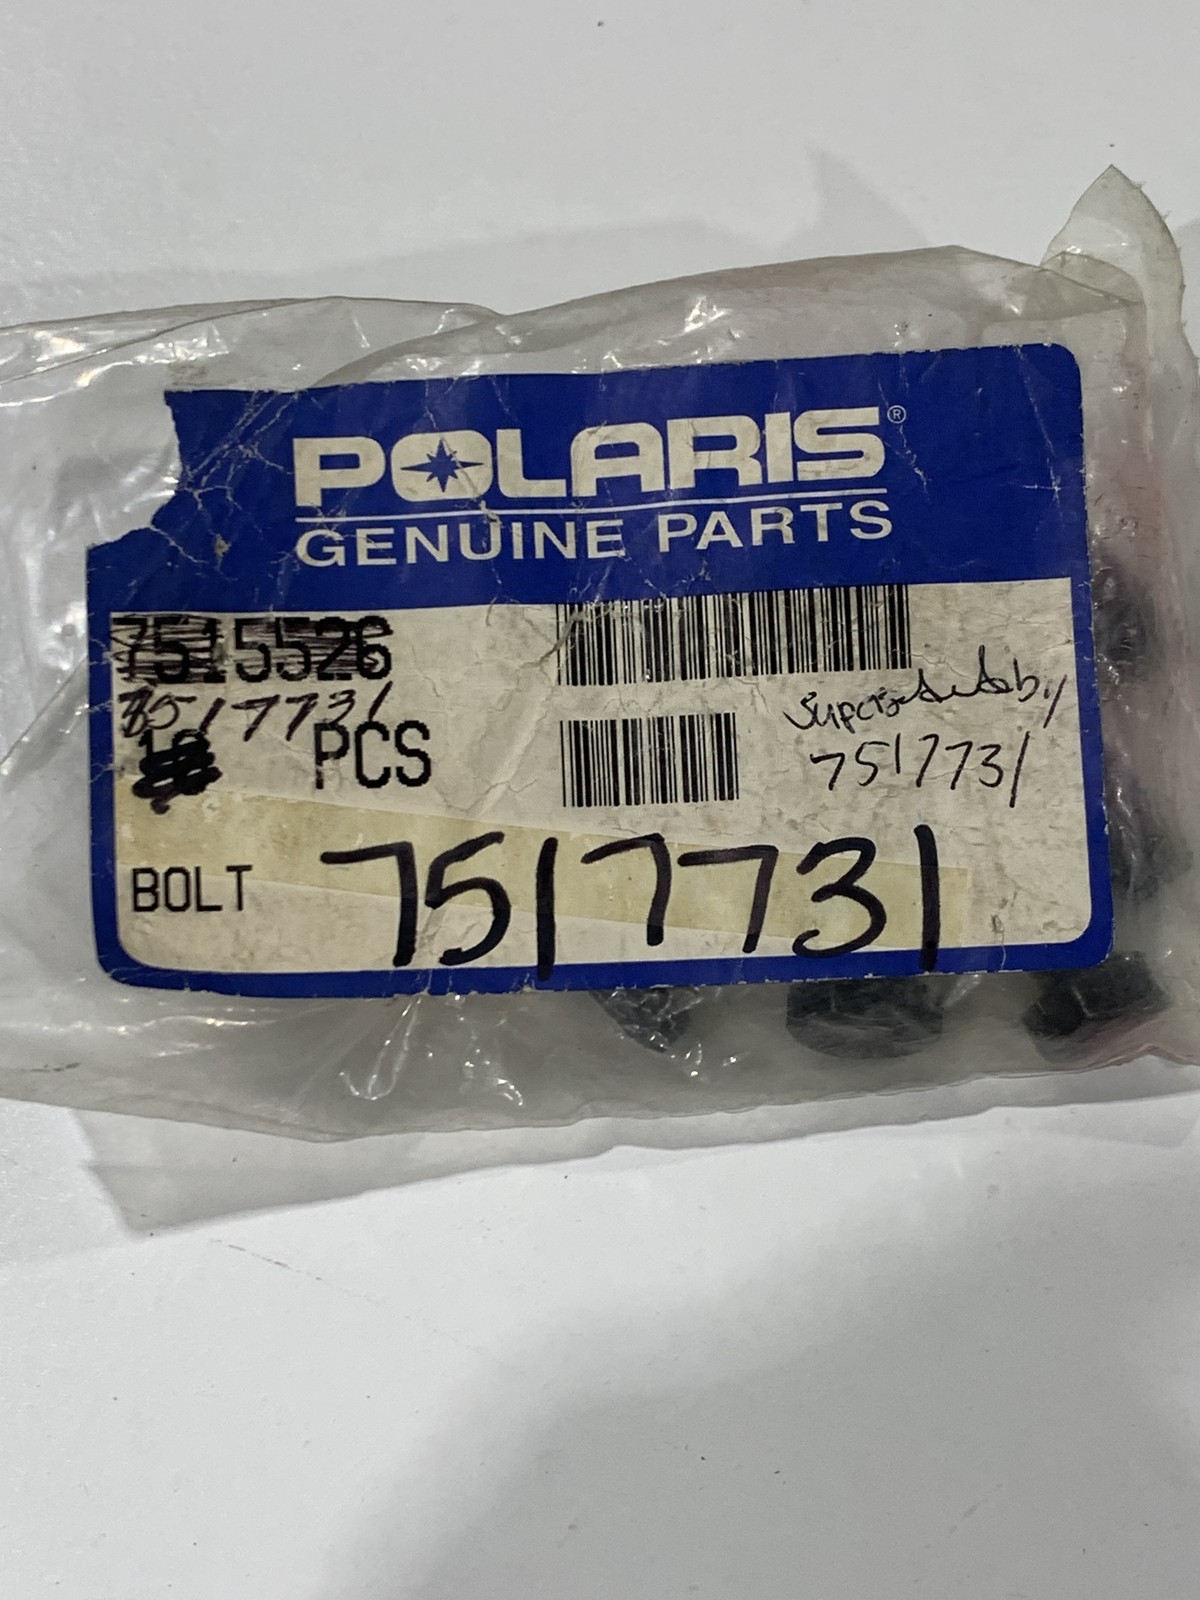 POLARIS®
GENUINE PARTS
7515526
7517731
PCS
Superseded by
7517731
BOLT
7517731